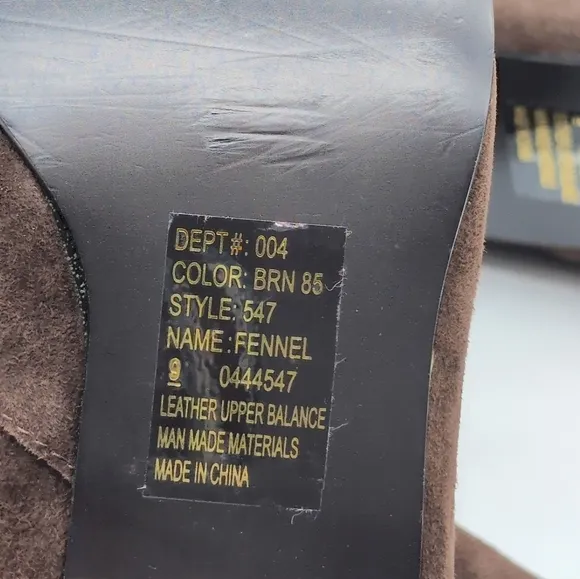 DEPT#: 004
COLOR: BRN 85
STYLE: 547
NAME: FENNEL
9 0444547
LEATHER UPPER BALANCE
MAN MADE MATERIALS
MADE IN CHINA